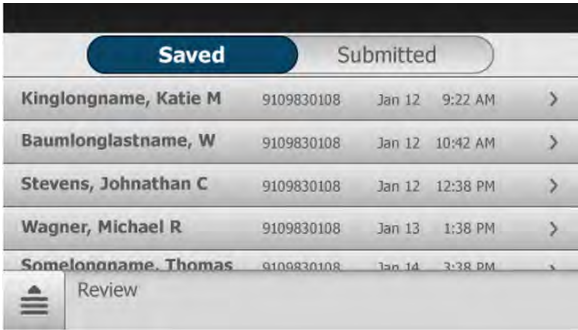 Saved Submitted
Kinglongname, Katie M 9109830108 Jan 12 9:22 AM
Baumlonglastname, W 9109830108 Jan 12 10:42 AM
Stevens, Johnathan C 9109830108 Jan 12 12:38 PM
Wagner, Michael R 9109830108 Jan 13 1:38 PM
Somelongname, Thomas 9109830108 Jan 14 3:38 PM
Review